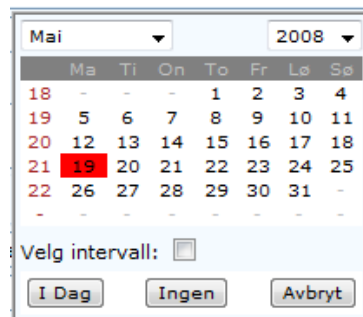 Mai 2008
Ma Ti On To Fr Lø Sø
18 - - - 1 2 3 4
19 5 6 7 8 9 10 11
20 12 13 14 15 16 17 18
21 19 20 21 22 23 24 25
22 26 27 28 29 30 31 -
- - - - - - - -
Velg intervall:
I Dag Ingen Avbryt